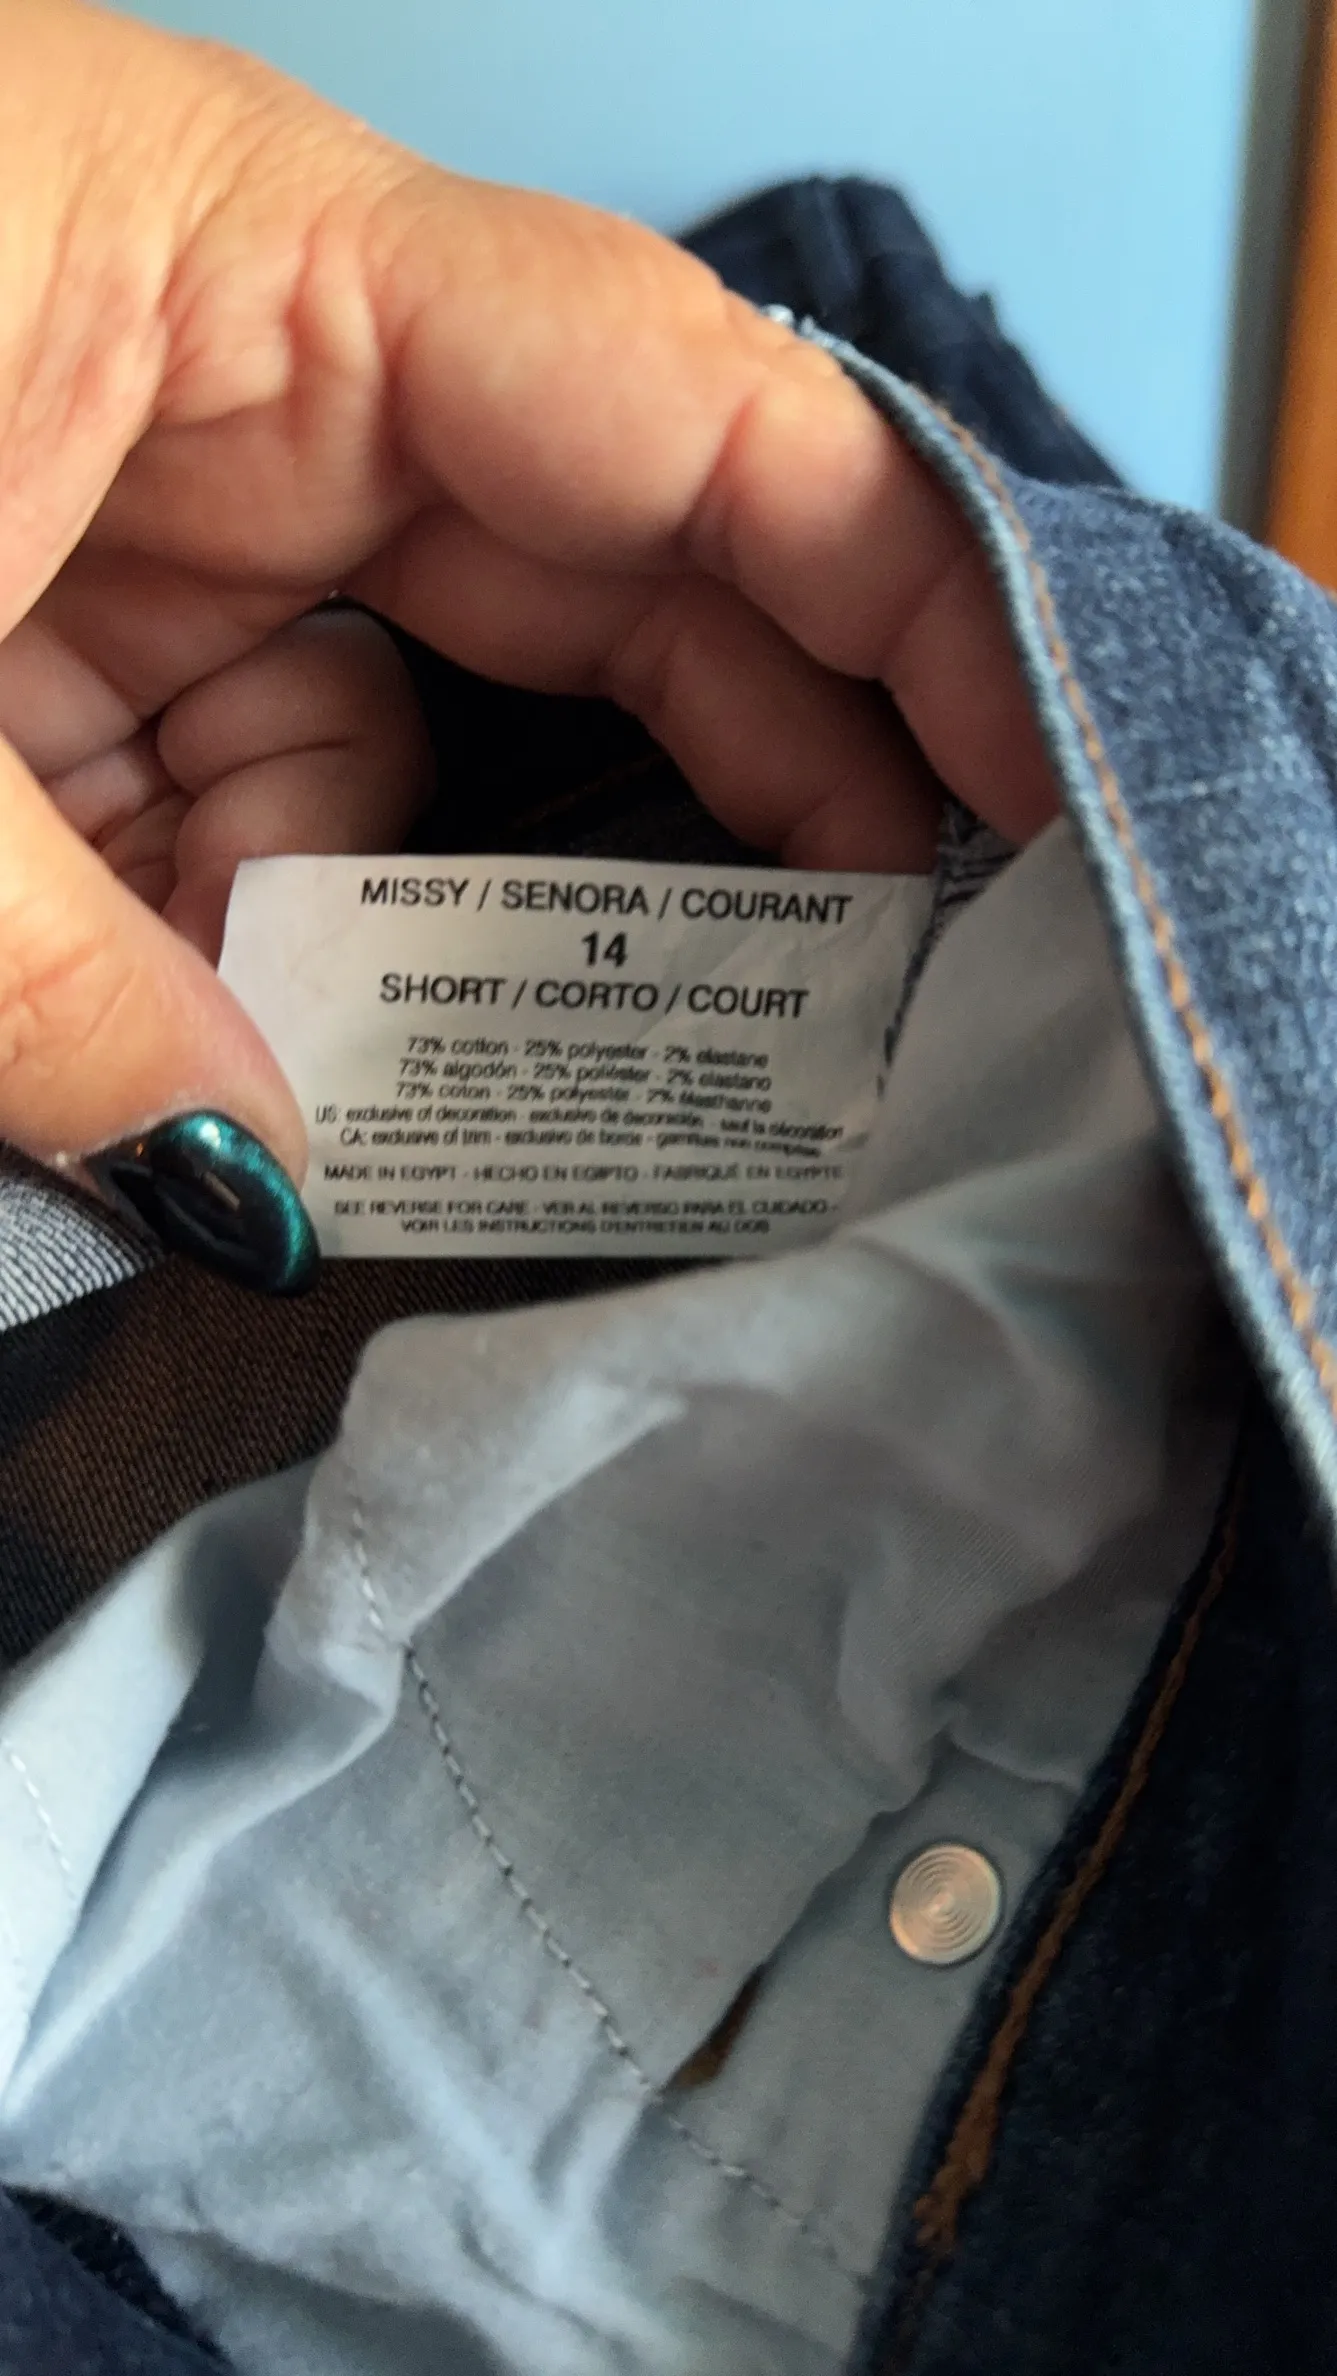 MISSY / SENORA / COURANT
14
SHORT / CORTO / COURT
73% cotton - 25% polyester - 2% elastane
73% algodón - 25% poliéster - 2% elastano
73% coton - 25% polyester - 2% élasthanne
US: exclusive of decoration - exclusivo de decoración - sauf la décoration
CA: exclusive of trim - exclusivo de borde - garnitures non comprises
MADE IN EGYPT - HECHO EN EGIPTO - FABRIQUÉ EN EGYPTE
SEE REVERSE FOR CARE - VER AL REVERSO PARA EL CUIDADO -
VOIR LES INSTRUCTIONS D'ENTRETIEN AU DOS